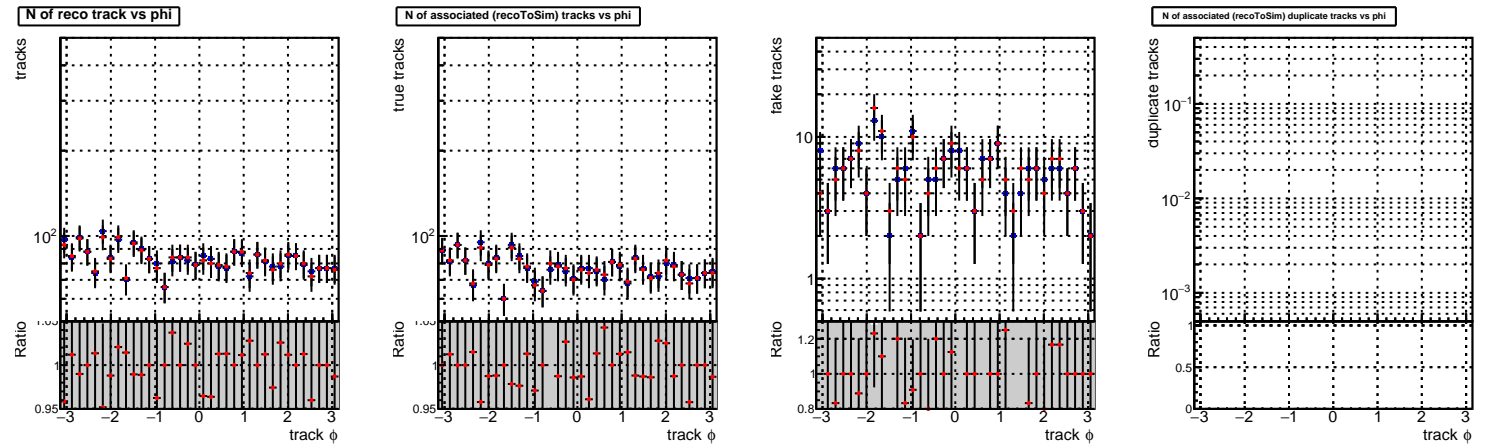 N of reco track vs phi
tracks
10²
Ratio
1.05
1
0.95
−3 −2 −1 0 1 2 3
track ϕ
N of associated (recoToSim) tracks vs phi
true tracks
10²
Ratio
1.05
1
0.95
−3 −2 −1 0 1 2 3
track ϕ
fake tracks
10
1
Ratio
1.2
1
0.8
−3 −2 −1 0 1 2 3
track ϕ
N of associated (recoToSim) duplicate tracks vs phi
duplicate tracks
10⁻¹
10⁻²
10⁻³
Ratio
1
0.5
0
−3 −2 −1 0 1 2 3
track ϕ